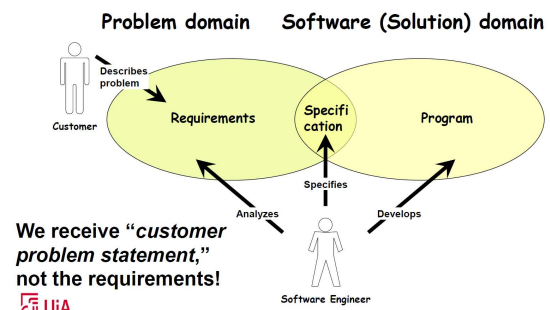 Problem domain Software (Solution) domain
Describes
problem
Customer
Requirements
Specifi
cation
Program
Specifies
Analyzes
Develops
We receive “customer
problem statement,”
not the requirements!
Software Engineer
UiA